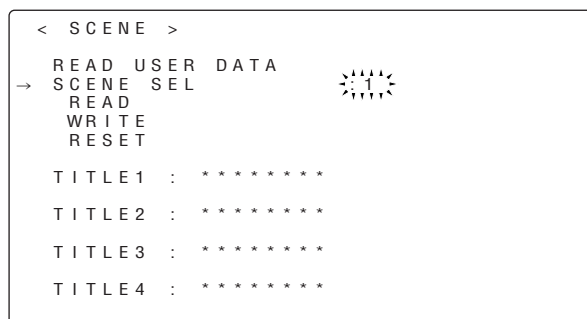 < SCENE >
READ USER DATA
→ SCENE SEL :1
READ
WRITE
RESET
TITLE1 : ********
TITLE2 : ********
TITLE3 : ********
TITLE4 : ********